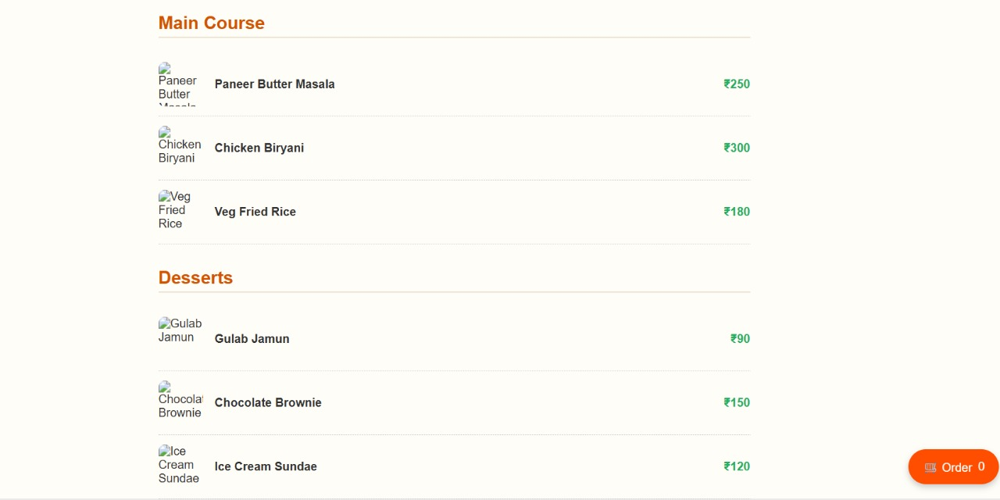 Main Course
Paneer
Butter
Masala
Paneer Butter Masala ₹250
Chicken
Biryani
Chicken Biryani ₹300
Veg
Fried
Rice
Veg Fried Rice ₹180
Desserts
Gulab
Jamun
Gulab Jamun ₹90
Chocolat
Brownie
Chocolate Brownie ₹150
Ice
Cream
Sundae
Ice Cream Sundae ₹120
Order 0